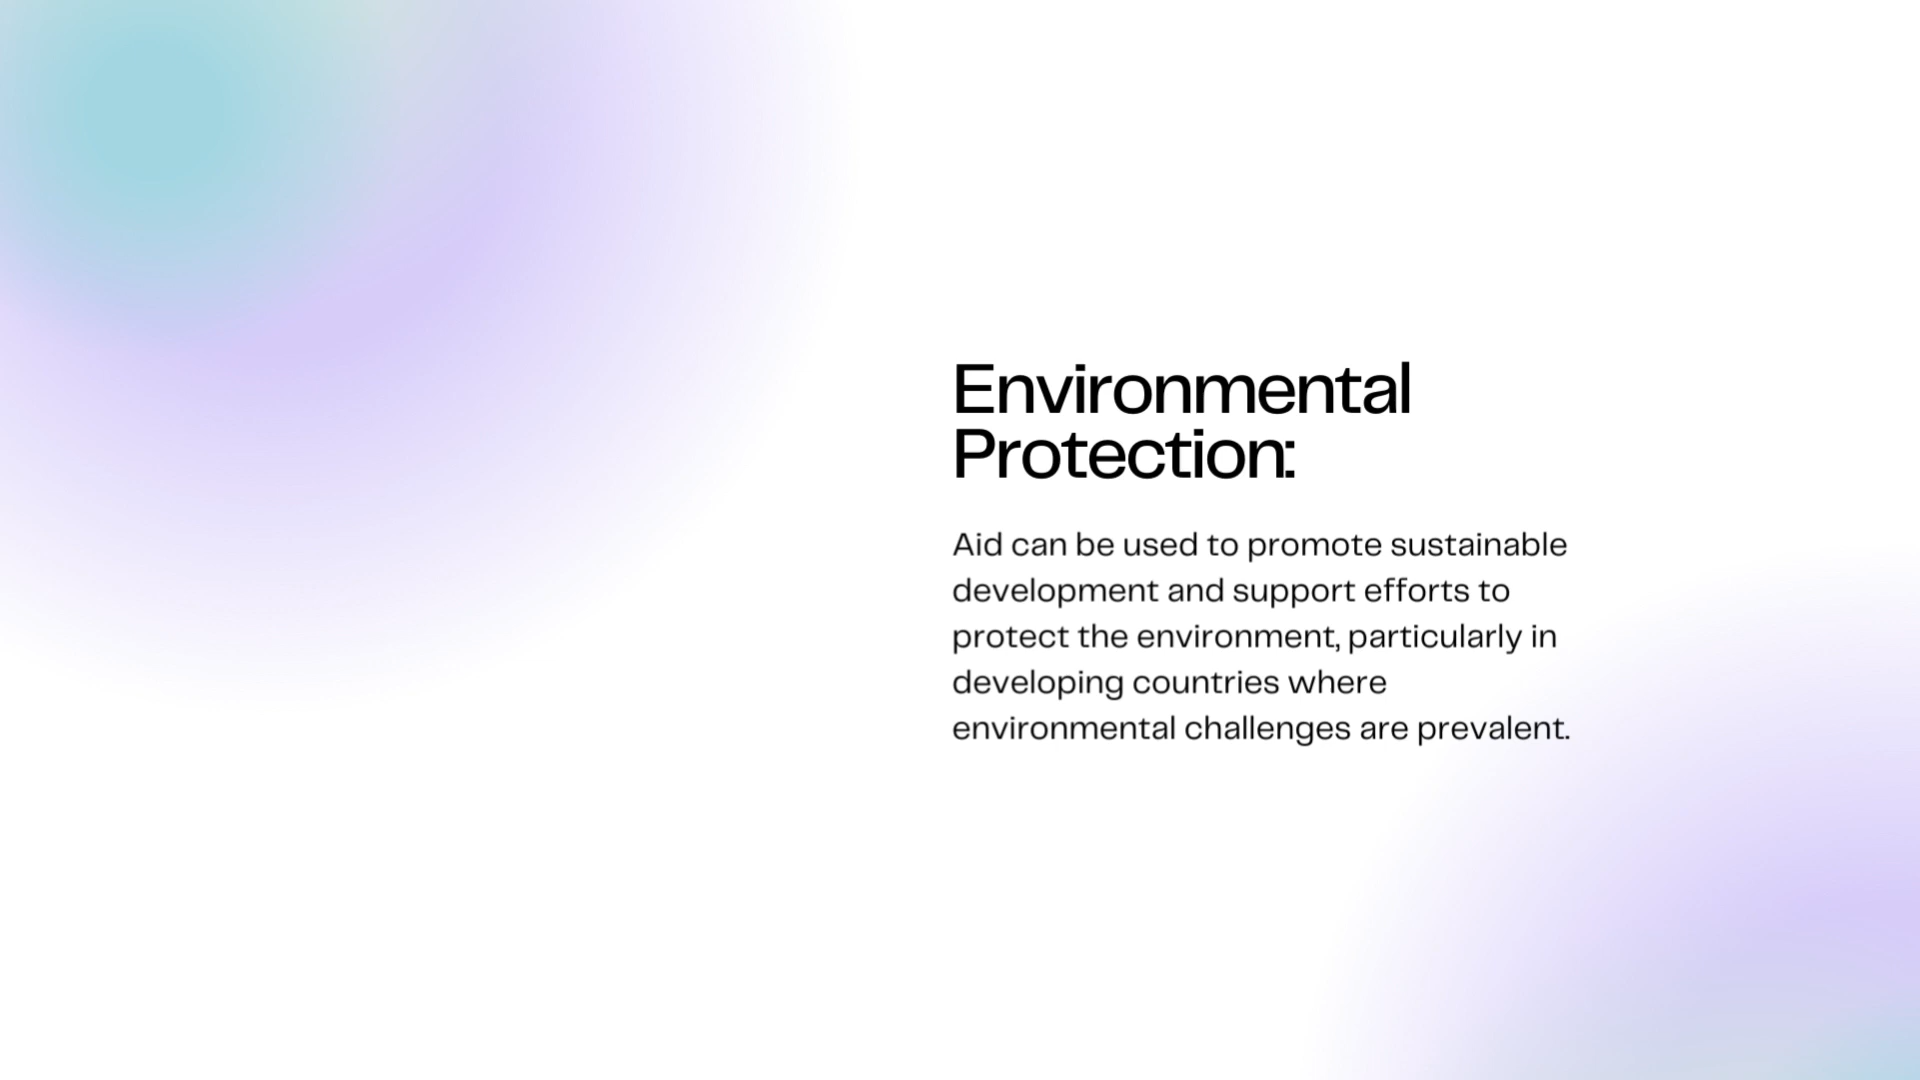 Environmental
Protection:
Aid can be used to promote sustainable
development and support efforts to
protect the environment, particularly in
developing countries where
environmental challenges are prevalent.